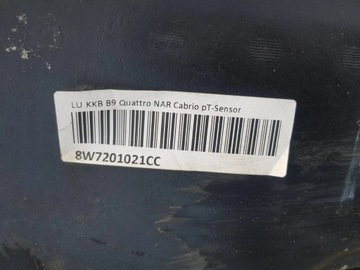 LU KKB B9 Quattro NAR Cabrio pT-Sensor
8W7201021CC